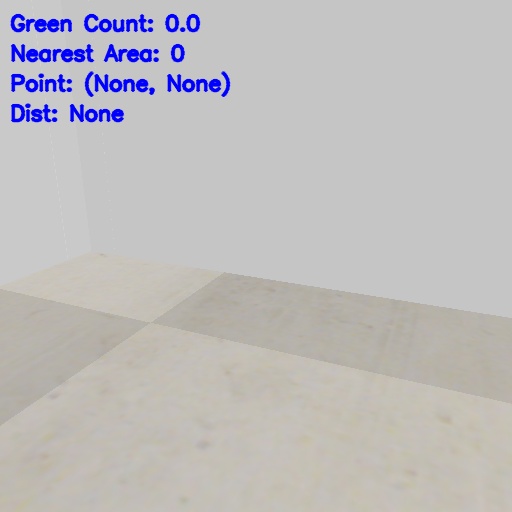 Green Count: 0.0
Nearest Area: 0
Point: (None, None)
Dist: None